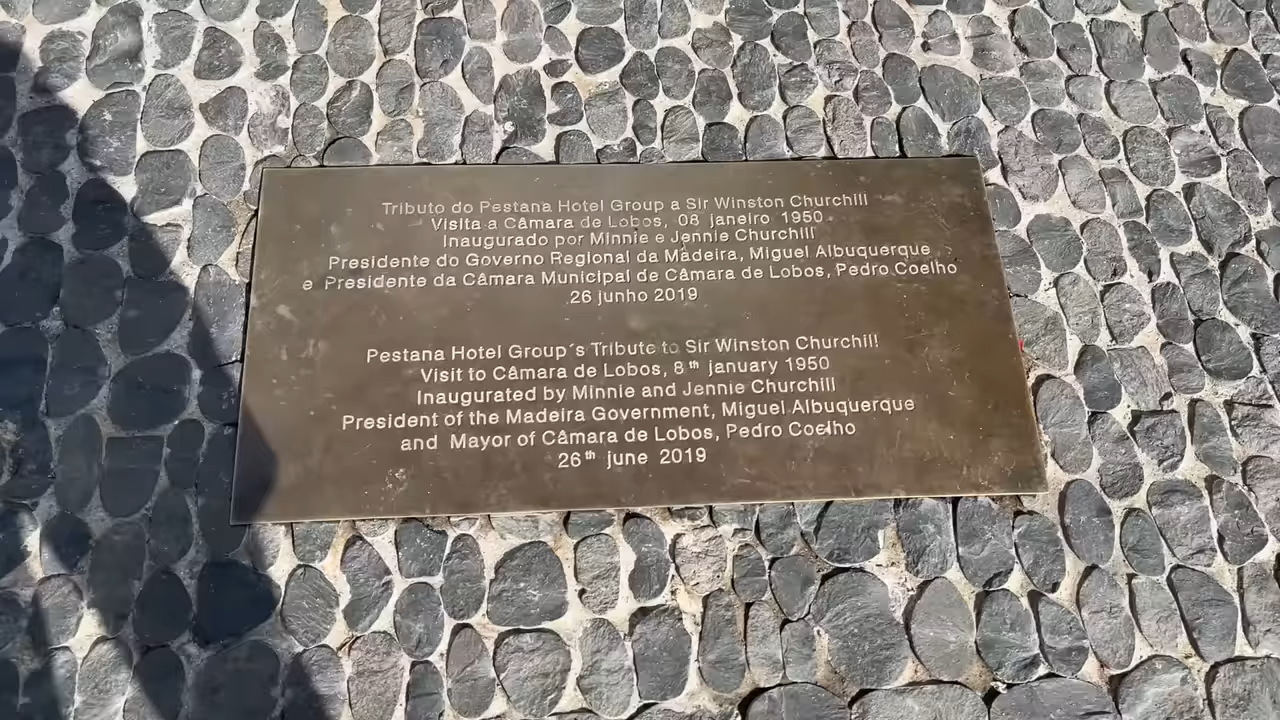 Tributo do Pestana Hotel Group a Sir Winston Churchill
Visita a Câmara de Lobos, 08 janeiro 1950
Inaugurado por Minnie e Jennie Churchill
Presidente do Governo Regional da Madeira, Miguel Albuquerque
e Presidente da Câmara Municipal de Câmara de Lobos, Pedro Coelho
26 junho 2019
Pestana Hotel Group´s Tribute to Sir Winston Churchill
Visit to Câmara de Lobos, 8th january 1950
Inaugurated by Minnie and Jennie Churchill
President of the Madeira Government, Miguel Albuquerque
and Mayor of Câmara de Lobos, Pedro Coelho
26th june 2019